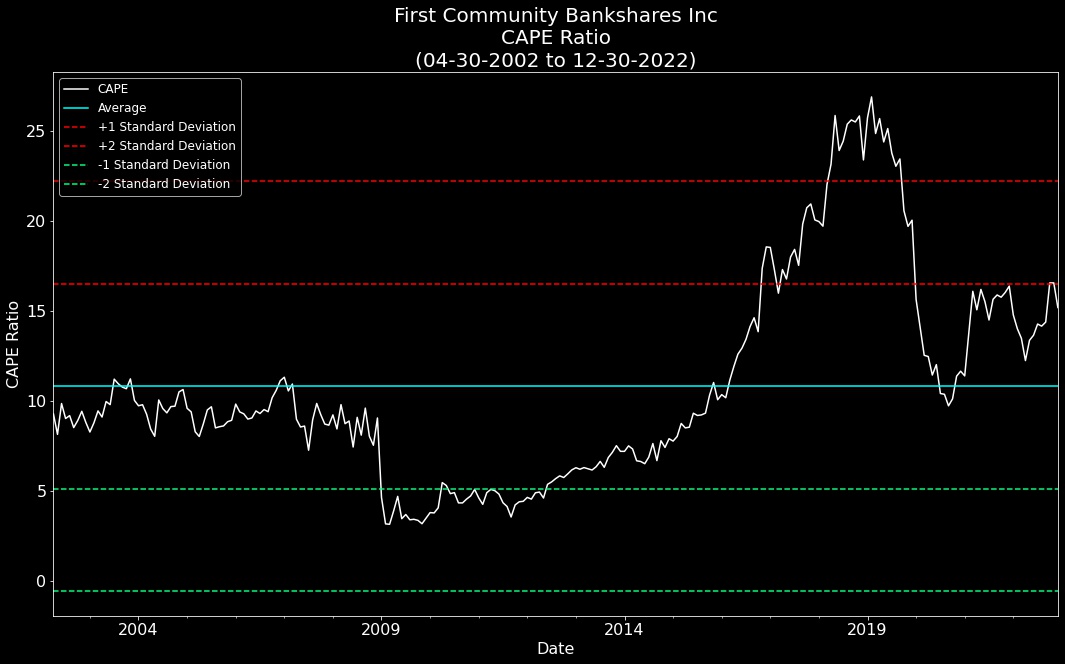 First Community Bankshares Inc
CAPE Ratio
(04-30-2002 to 12-30-2022)
CAPE
Average
+1 Standard Deviation
+2 Standard Deviation
-1 Standard Deviation
-2 Standard Deviation
25
20
15
10
5
0
CAPE Ratio
2004 2009 2014 2019
Date